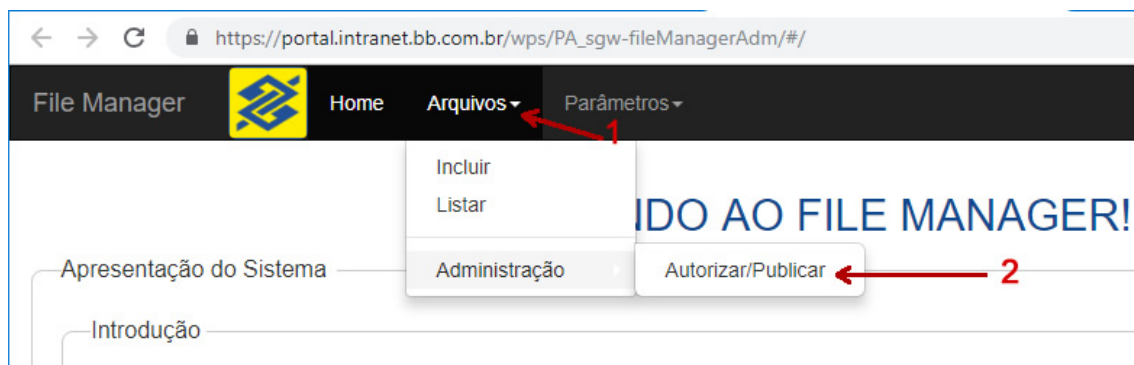 https://portal.intranet.bb.com.br/wps/PA_sgw-fileManagerAdm/#/
File Manager Home Arquivos Parâmetros
1
Incluir
Listar
NDO AO FILE MANAGER!
Apresentação do Sistema
Administração Autorizar/Publicar 2
Introdução